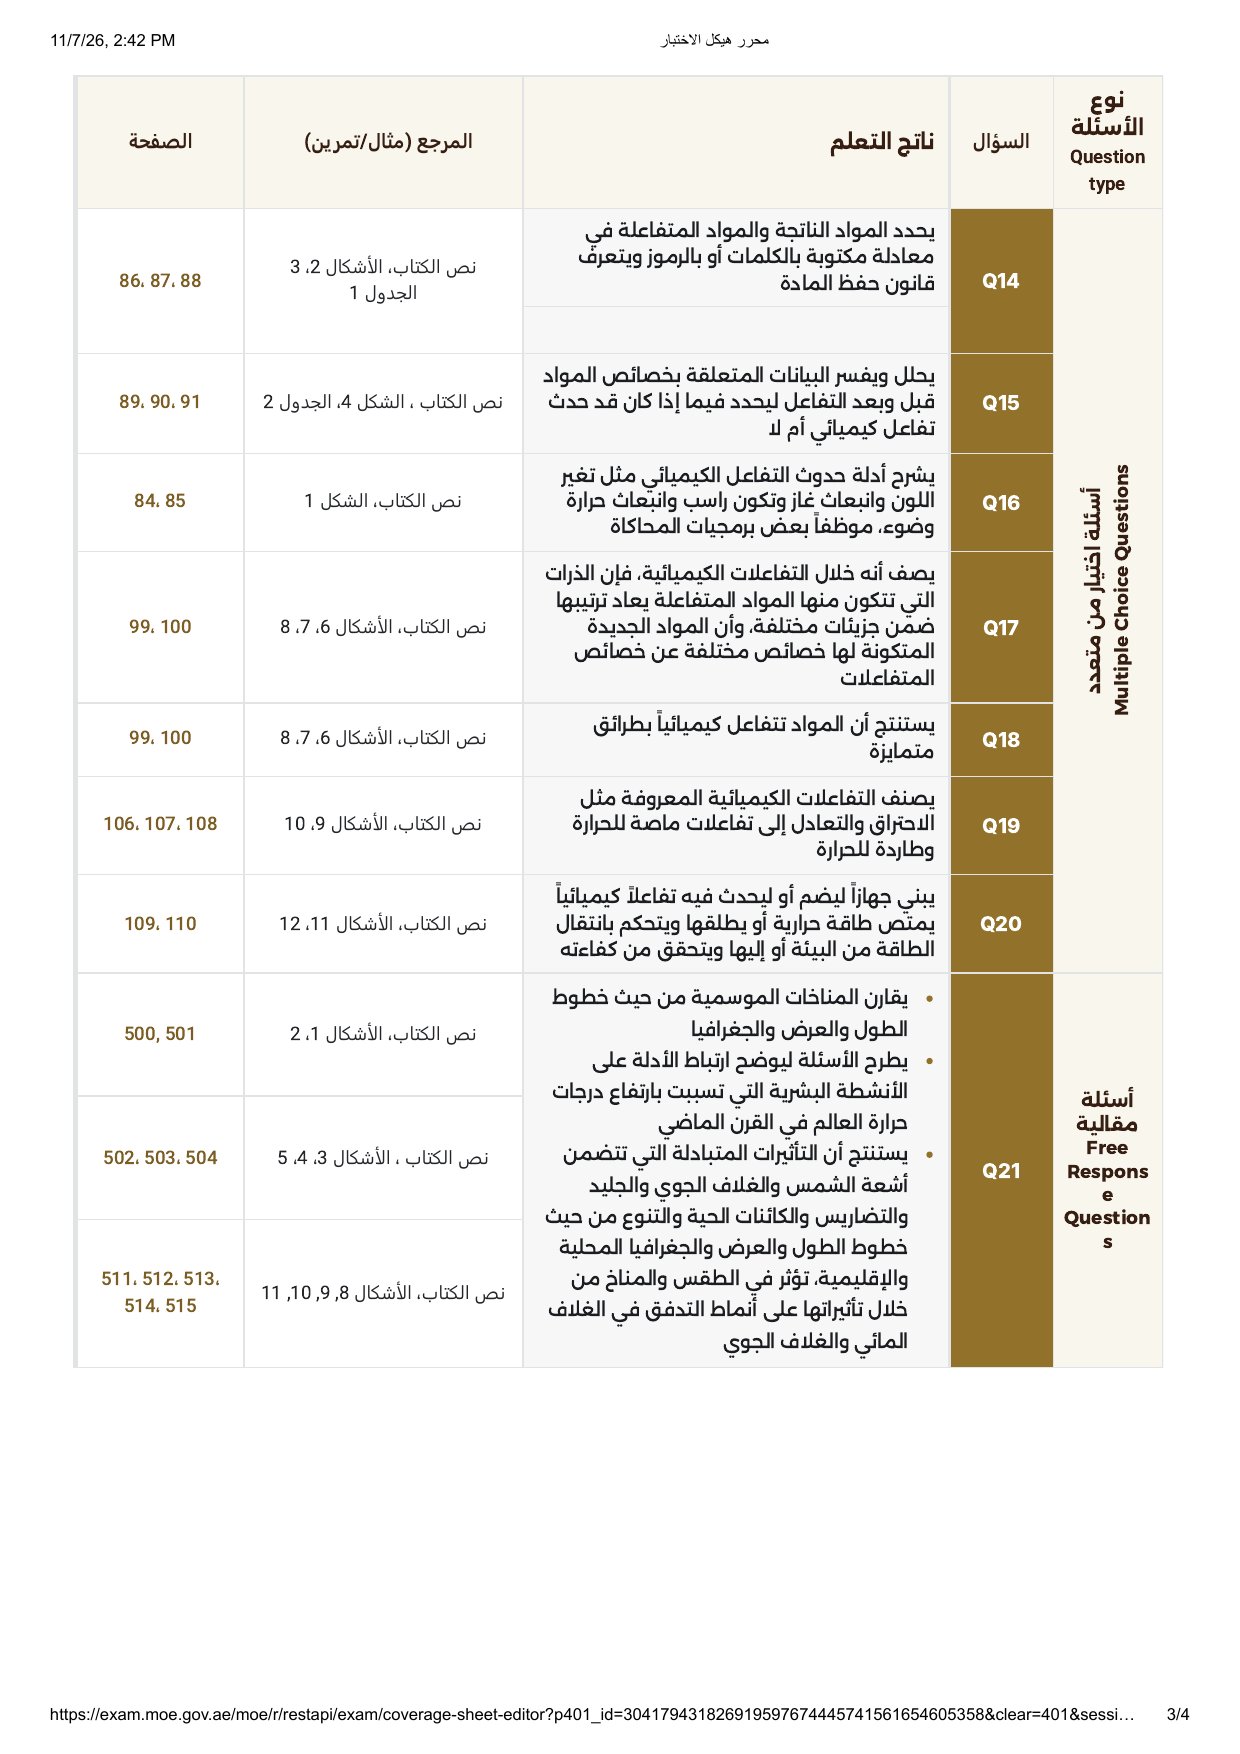 11/7/26, 2:42 PM
محرر هيكل الاختبار
نوع
الأسئلة
Question
type
السؤال
ناتج التعلم
المرجع (مثال/تمرين)
الصفحة
أسئلة اختيار من متعدد
Multiple Choice Questions
Q14
يحدد المواد الناتجة والمواد المتفاعلة في
معادلة مكتوبة بالكلمات أو بالرموز ويتعرف
قانون حفظ المادة
نص الكتاب، الأشكال 2، 3
الجدول 1
86، 87، 88
Q15
يحلل ويفسر البيانات المتعلقة بخصائص المواد
قبل وبعد التفاعل ليحدد فيما إذا كان قد حدث
تفاعل كيميائي أم لا
نص الكتاب ، الشكل 4، الجدول 2
89، 90، 91
Q16
يشرح أدلة حدوث التفاعل الكيميائي مثل تغير
اللون وانبعاث غاز وتكون راسب وانبعاث حرارة
وضوء، موظفاً بعض برمجيات المحاكاة
نص الكتاب، الشكل 1
84، 85
Q17
يصف أنه خلال التفاعلات الكيميائية، فإن الذرات
التي تتكون منها المواد المتفاعلة يعاد ترتيبها
ضمن جزيئات مختلفة، وأن المواد الجديدة
المتكونة لها خصائص مختلفة عن خصائص
المتفاعلات
نص الكتاب، الأشكال 6، 7، 8
99، 100
Q18
يستنتج أن المواد تتفاعل كيميائياً بطرائق
متمايزة
نص الكتاب، الأشكال 6، 7، 8
99، 100
Q19
يصنف التفاعلات الكيميائية المعروفة مثل
الاحتراق والتعادل إلى تفاعلات ماصة للحرارة
وطاردة للحرارة
نص الكتاب، الأشكال 9، 10
106، 107، 108
Q20
يبني جهازاً ليضم أو ليحدث فيه تفاعلاً كيميائياً
يمتص طاقة حرارية أو يطلقها ويتحكم بانتقال
الطاقة من البيئة أو إليها ويتحقق من كفاءته
نص الكتاب، الأشكال 11، 12
109، 110
أسئلة
مقالية
Free
Respons
e
Question
s
Q21
• يقارن المناخات الموسمية من حيث خطوط
الطول والعرض والجغرافيا
• يطرح الأسئلة ليوضح ارتباط الأدلة على
الأنشطة البشرية التي تسببت بارتفاع درجات
حرارة العالم في القرن الماضي
• يستنتج أن التأثيرات المتبادلة التي تتضمن
أشعة الشمس والغلاف الجوي والجليد
والتضاريس والكائنات الحية والتنوع من حيث
خطوط الطول والعرض والجغرافيا المحلية
والإقليمية، تؤثر في الطقس والمناخ من
خلال تأثيراتها على أنماط التدفق في الغلاف
المائي والغلاف الجوي
نص الكتاب، الأشكال 1، 2
500, 501
نص الكتاب ، الأشكال 3، 4، 5
502، 503، 504
نص الكتاب، الأشكال 8, 9, 10, 11
511، 512، 513،
514، 515
https://exam.moe.gov.ae/moe/r/restapi/exam/coverage-sheet-editor?p401_id=304179431826919597674445741561654605358&clear=401&sessi…
3/4